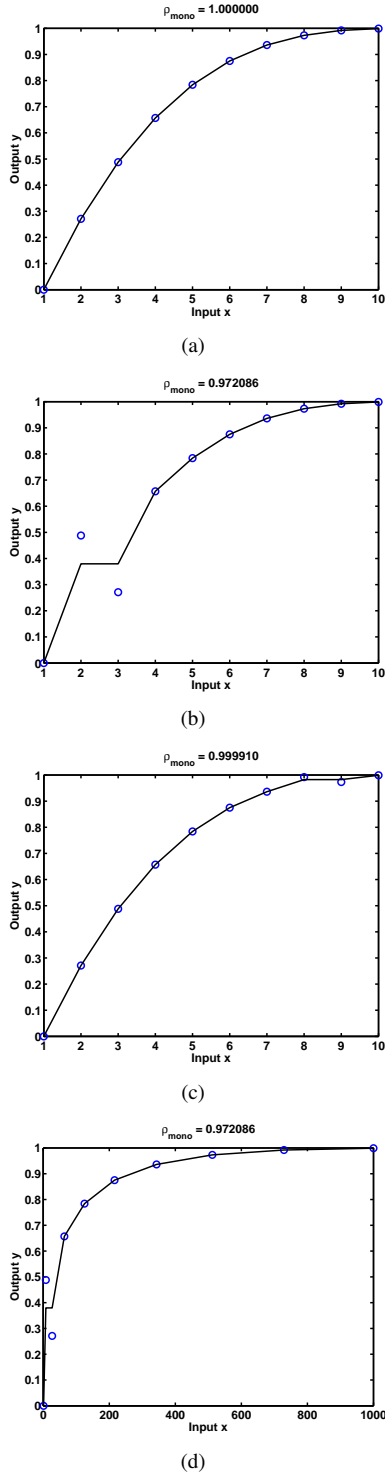 ρmono = 1.000000
1
0.9
0.8
0.7
0.6
0.5
0.4
0.3
0.2
0.1
0
Output y
1 2 3 4 5 6 7 8 9 10
Input x
(a)
ρmono = 0.972086
1
0.9
0.8
0.7
0.6
0.5
0.4
0.3
0.2
0.1
0
Output y
1 2 3 4 5 6 7 8 9 10
Input x
(b)
ρmono = 0.999910
1
0.9
0.8
0.7
0.6
0.5
0.4
0.3
0.2
0.1
0
Output y
1 2 3 4 5 6 7 8 9 10
Input x
(c)
ρmono = 0.972086
1
0.9
0.8
0.7
0.6
0.5
0.4
0.3
0.2
0.1
0
Output y
0 200 400 600 800 1000
Input x
(d)